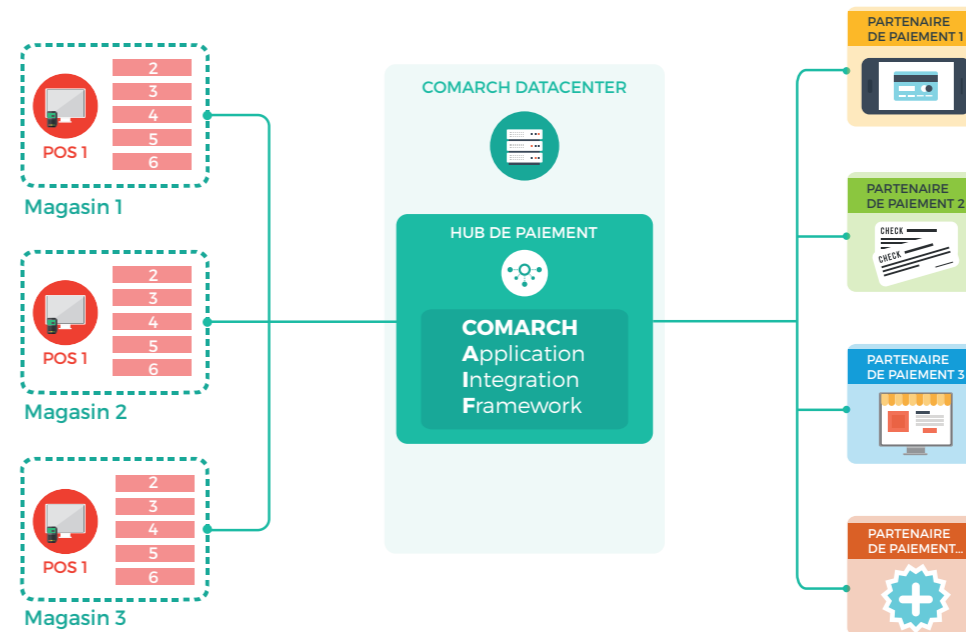 2
3
4
5
6
POS 1
Magasin 1
2
3
4
5
6
POS 1
Magasin 2
2
3
4
5
6
POS 1
Magasin 3
COMARCH DATACENTER
HUB DE PAIEMENT
COMARCH
Application
Integration
Framework
PARTENAIRE
DE PAIEMENT 1
PARTENAIRE
DE PAIEMENT 2
CHECK
CHECK
PARTENAIRE
DE PAIEMENT 3
PARTENAIRE
DE PAIEMENT...